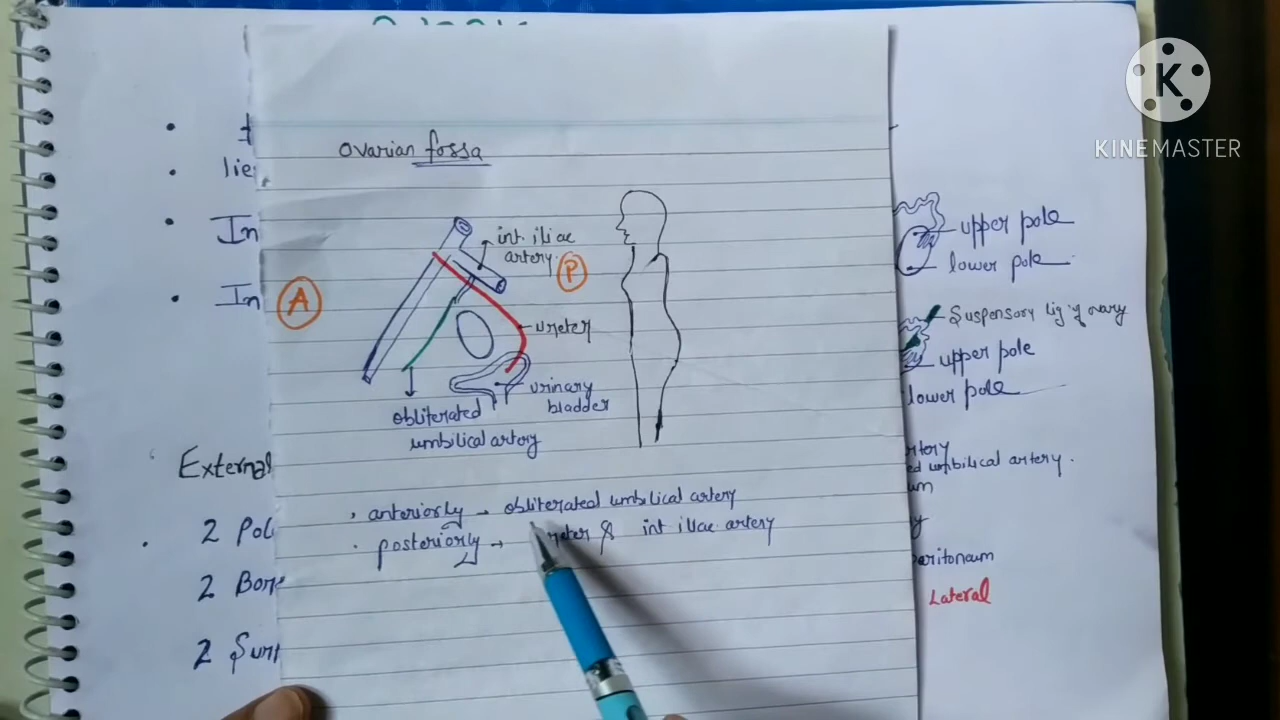 KINEMASTER
Ovarian fossa
lie
In
In
int. iliac
artery.
A
P
ureter
urinary
bladder
obliterated
umbilical artery
upper pole
lower pole
Suspensory lig of ovary
upper pole
lower pole
umbilical artery.
External
2 Pol
2 Bor
2 Sur
• anteriorly → obliterated umbilical artery
• posteriorly → ureter & int iliac artery
Lateral